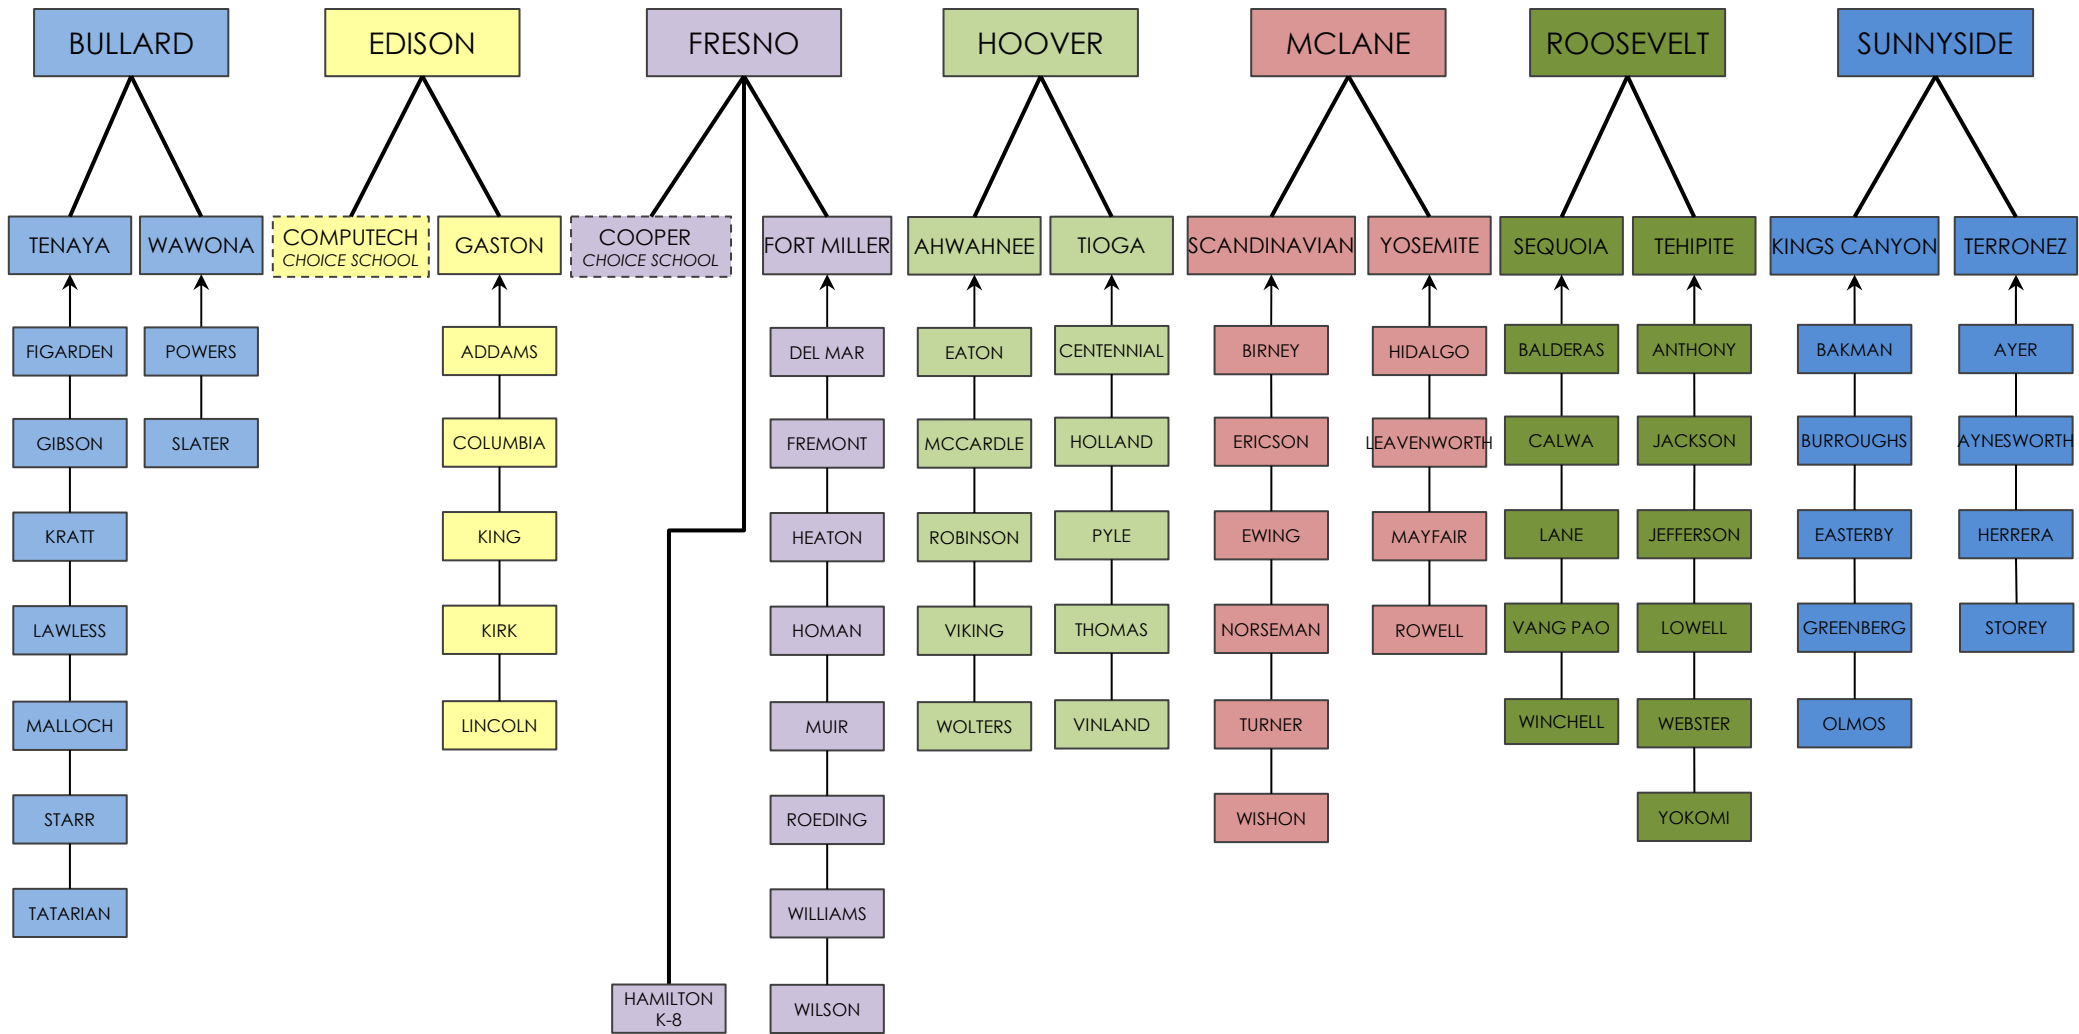 BULLARD
EDISON
FRESNO
HOOVER
MCLANE
ROOSEVELT
SUNNYSIDE
TENAYA
WAWONA
COMPUTECH
CHOICE SCHOOL
GASTON
COOPER
CHOICE SCHOOL
FORT MILLER
AHWAHNEE
TIOGA
SCANDINAVIAN
YOSEMITE
SEQUOIA
TEHIPITE
KINGS CANYON
TERRONEZ
FIGARDEN
POWERS
ADDAMS
DEL MAR
EATON
CENTENNIAL
BIRNEY
HIDALGO
BALDERAS
ANTHONY
BAKMAN
AYER
GIBSON
SLATER
COLUMBIA
FREMONT
MCCARDLE
HOLLAND
ERICSON
LEAVENWORTH
CALWA
JACKSON
BURROUGHS
AYNESWORTH
KRATT
KING
HEATON
ROBINSON
PYLE
EWING
MAYFAIR
LANE
JEFFERSON
EASTERBY
HERRERA
LAWLESS
KIRK
HOMAN
VIKING
THOMAS
NORSEMAN
ROWELL
VANG PAO
LOWELL
GREENBERG
STOREY
MALLOCH
LINCOLN
MUIR
WOLTERS
VINLAND
TURNER
WINCHELL
WEBSTER
OLMOS
STARR
ROEDING
WISHON
YOKOMI
TATARIAN
WILLIAMS
HAMILTON
K-8
WILSON